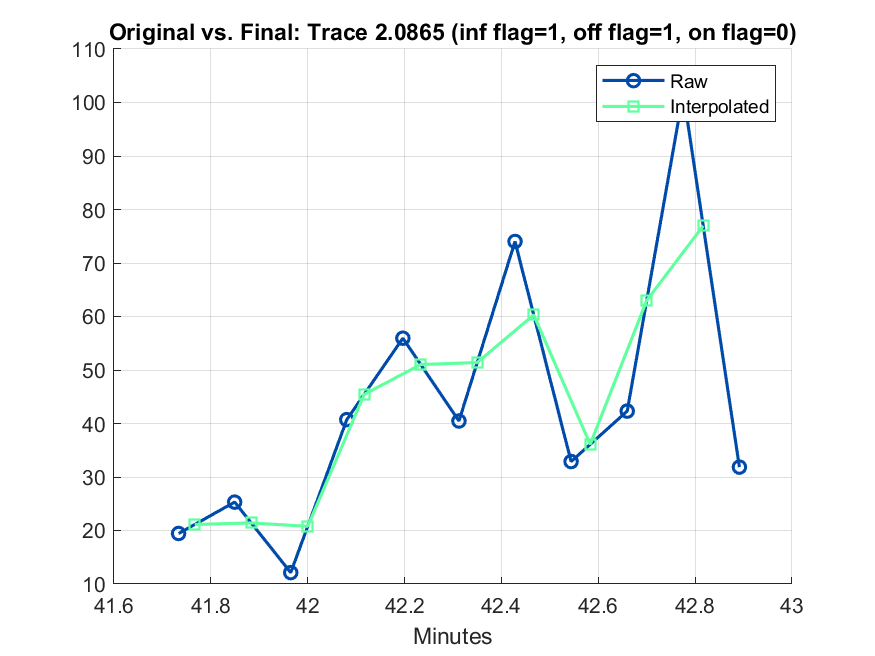 Original vs. Final: Trace 2.0865 (inf flag=1, off flag=1, on flag=0)
110
100
90
80
70
60
50
40
30
20
10
Raw
Interpolated
41.6 41.8 42 42.2 42.4 42.6 42.8 43
Minutes